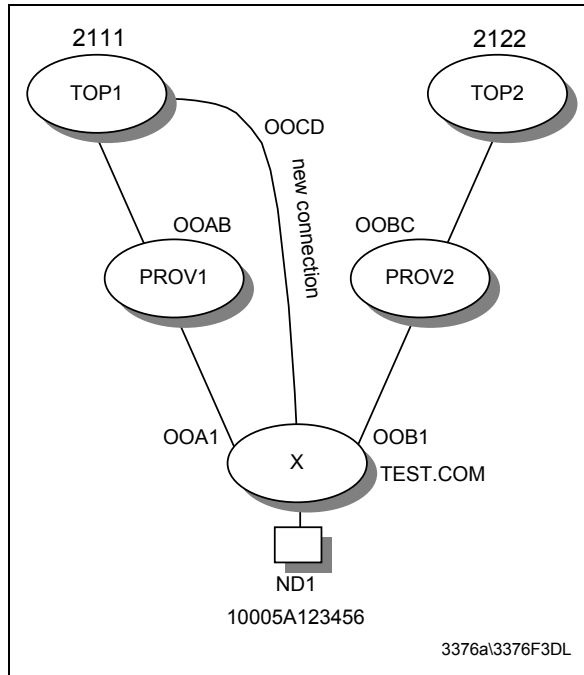 2111
2122
TOP1
TOP2
OOCD
new connection
OOAB
OOBC
PROV1
PROV2
OOA1
OOB1
X
TEST.COM
ND1
10005A123456
3376a\3376F3DL